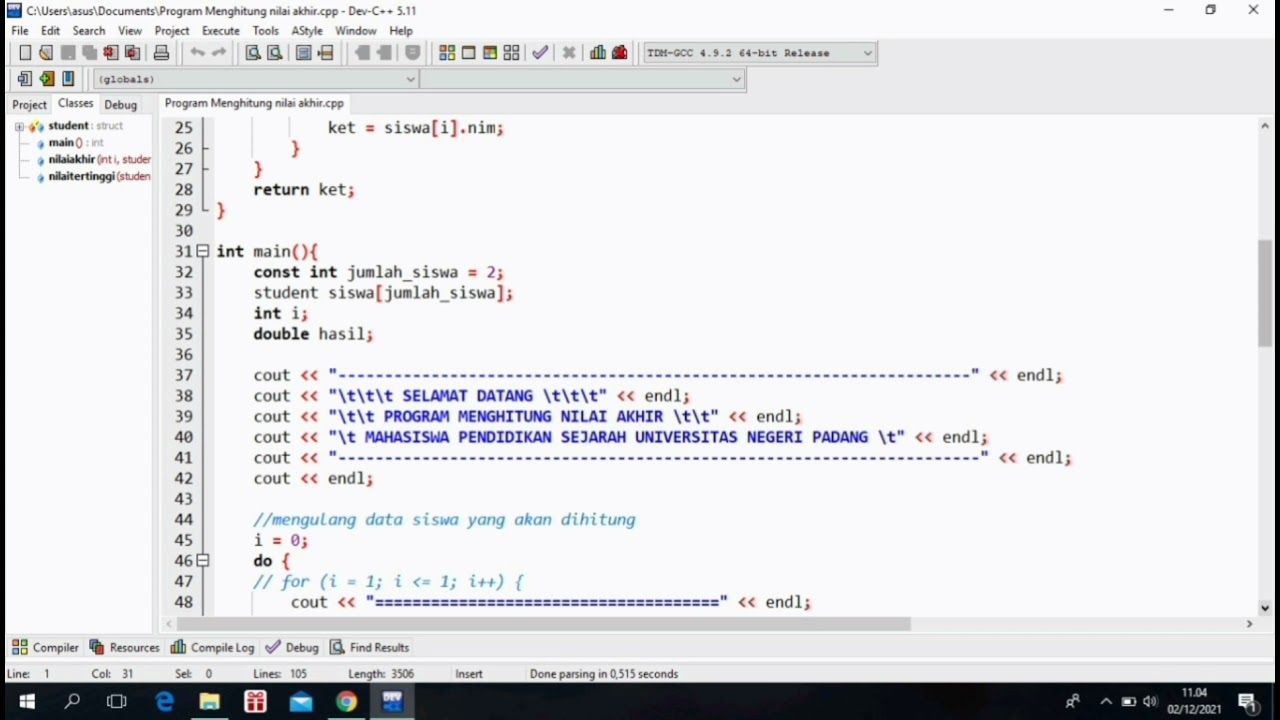 C:\Users\asus\Documents\Program Menghitung nilai akhir.cpp - Dev-C++ 5.11
File Edit Search View Project Execute Tools AStyle Window Help
TDM-GCC 4.9.2 64-bit Release
(globals)
Project Classes Debug
Program Menghitung nilai akhir.cpp
student : struct
main () : int
nilaiakhir (int i, studer
nilaitertinggi (studen
25 ket = siswa[i].nim;
26 }
27 }
28 return ket;
29 }
30
31 int main(){
32 const int jumlah_siswa = 2;
33 student siswa[jumlah_siswa];
34 int i;
35 double hasil;
36
37 cout << "--------------------------------------------------------------------" << endl;
38 cout << "\t\t\t SELAMAT DATANG \t\t\t" << endl;
39 cout << "\t\t PROGRAM MENGHITUNG NILAI AKHIR \t\t" << endl;
40 cout << "\t MAHASISWA PENDIDIKAN SEJARAH UNIVERSITAS NEGERI PADANG \t" << endl;
41 cout << "---------------------------------------------------------------------" << endl;
42 cout << endl;
43
44 //mengulang data siswa yang akan dihitung
45 i = 0;
46 do {
47 // for (i = 1; i <= 1; i++) {
48 cout << "=====================================" << endl;
Compiler Resources Compile Log Debug Find Results
Line: 1 Col: 31 Sel: 0 Lines: 105 Length: 3506 Insert Done parsing in 0,515 seconds
DEV
11.04
02/12/2021
1